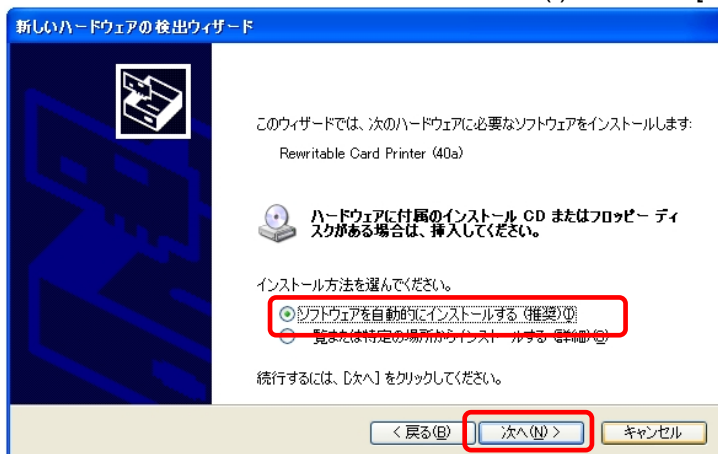 新しいハードウェアの検出ウィザード
このウィザードでは、次のハードウェアに必要なソフトウェアをインストールします:
Rewritable Card Printer (40a)
ハードウェアに付属のインストール CD またはフロッピー ディ
スクがある場合は、挿入してください。
インストール方法を選んでください。
ソフトウェアを自動的にインストールする (推奨)(I)
一覧または特定の場所からインストールする (詳細)(S)
続行するには、[次へ] をクリックしてください。
< 戻る(B)
次へ(N) >
キャンセル